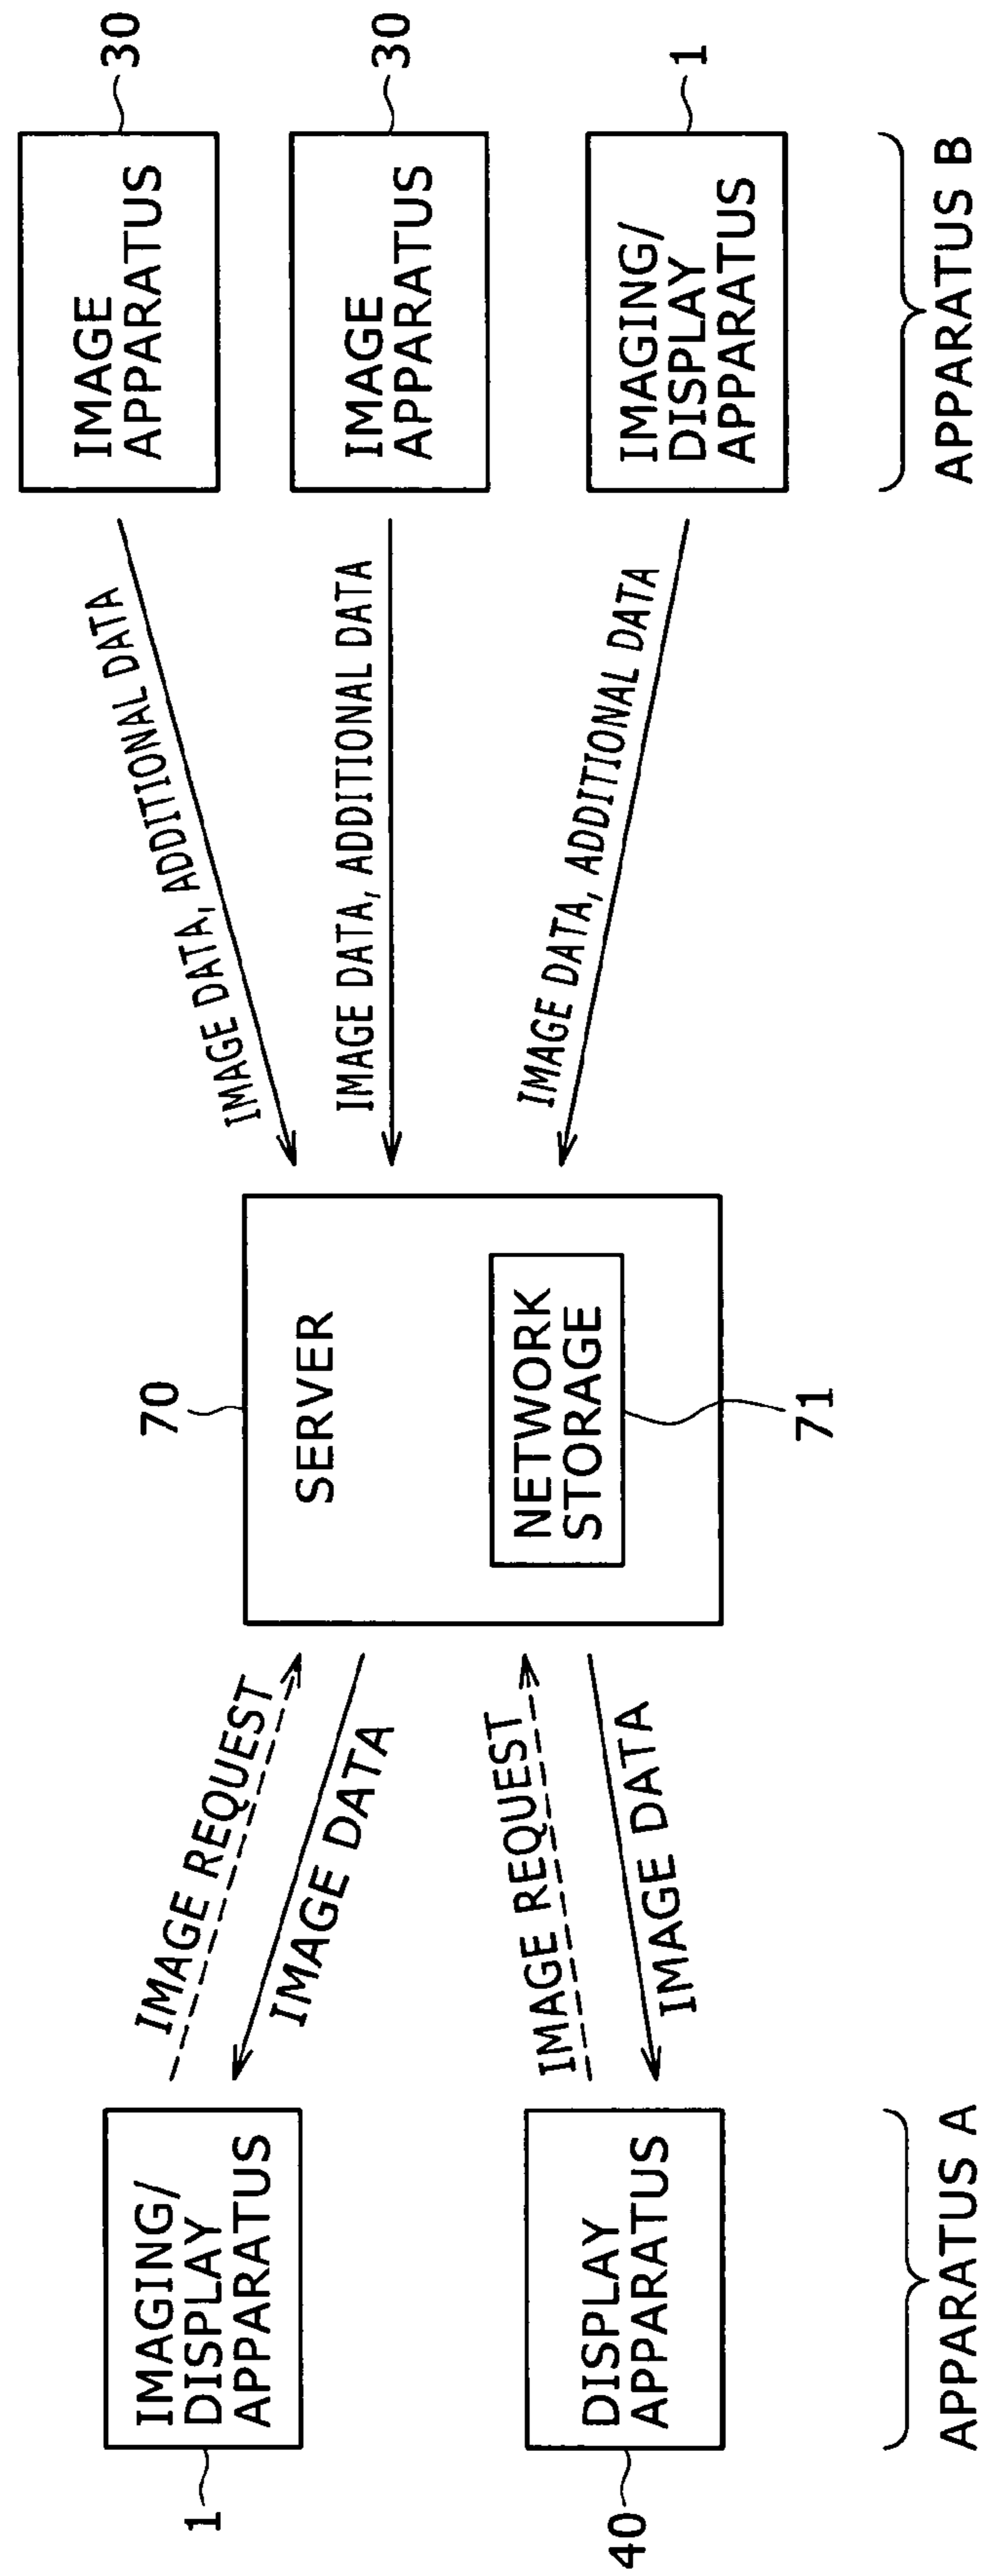 1
IMAGING/
DISPLAY
APPARATUS
40
DISPLAY
APPARATUS
APPARATUS A
IMAGE REQUEST
IMAGE DATA
IMAGE REQUEST
IMAGE DATA
70
SERVER
NETWORK
STORAGE
71
IMAGE DATA, ADDITIONAL DATA
IMAGE DATA, ADDITIONAL DATA
IMAGE DATA, ADDITIONAL DATA
IMAGE
APPARATUS
30
IMAGE
APPARATUS
30
IMAGING/
DISPLAY
APPARATUS
1
APPARATUS B